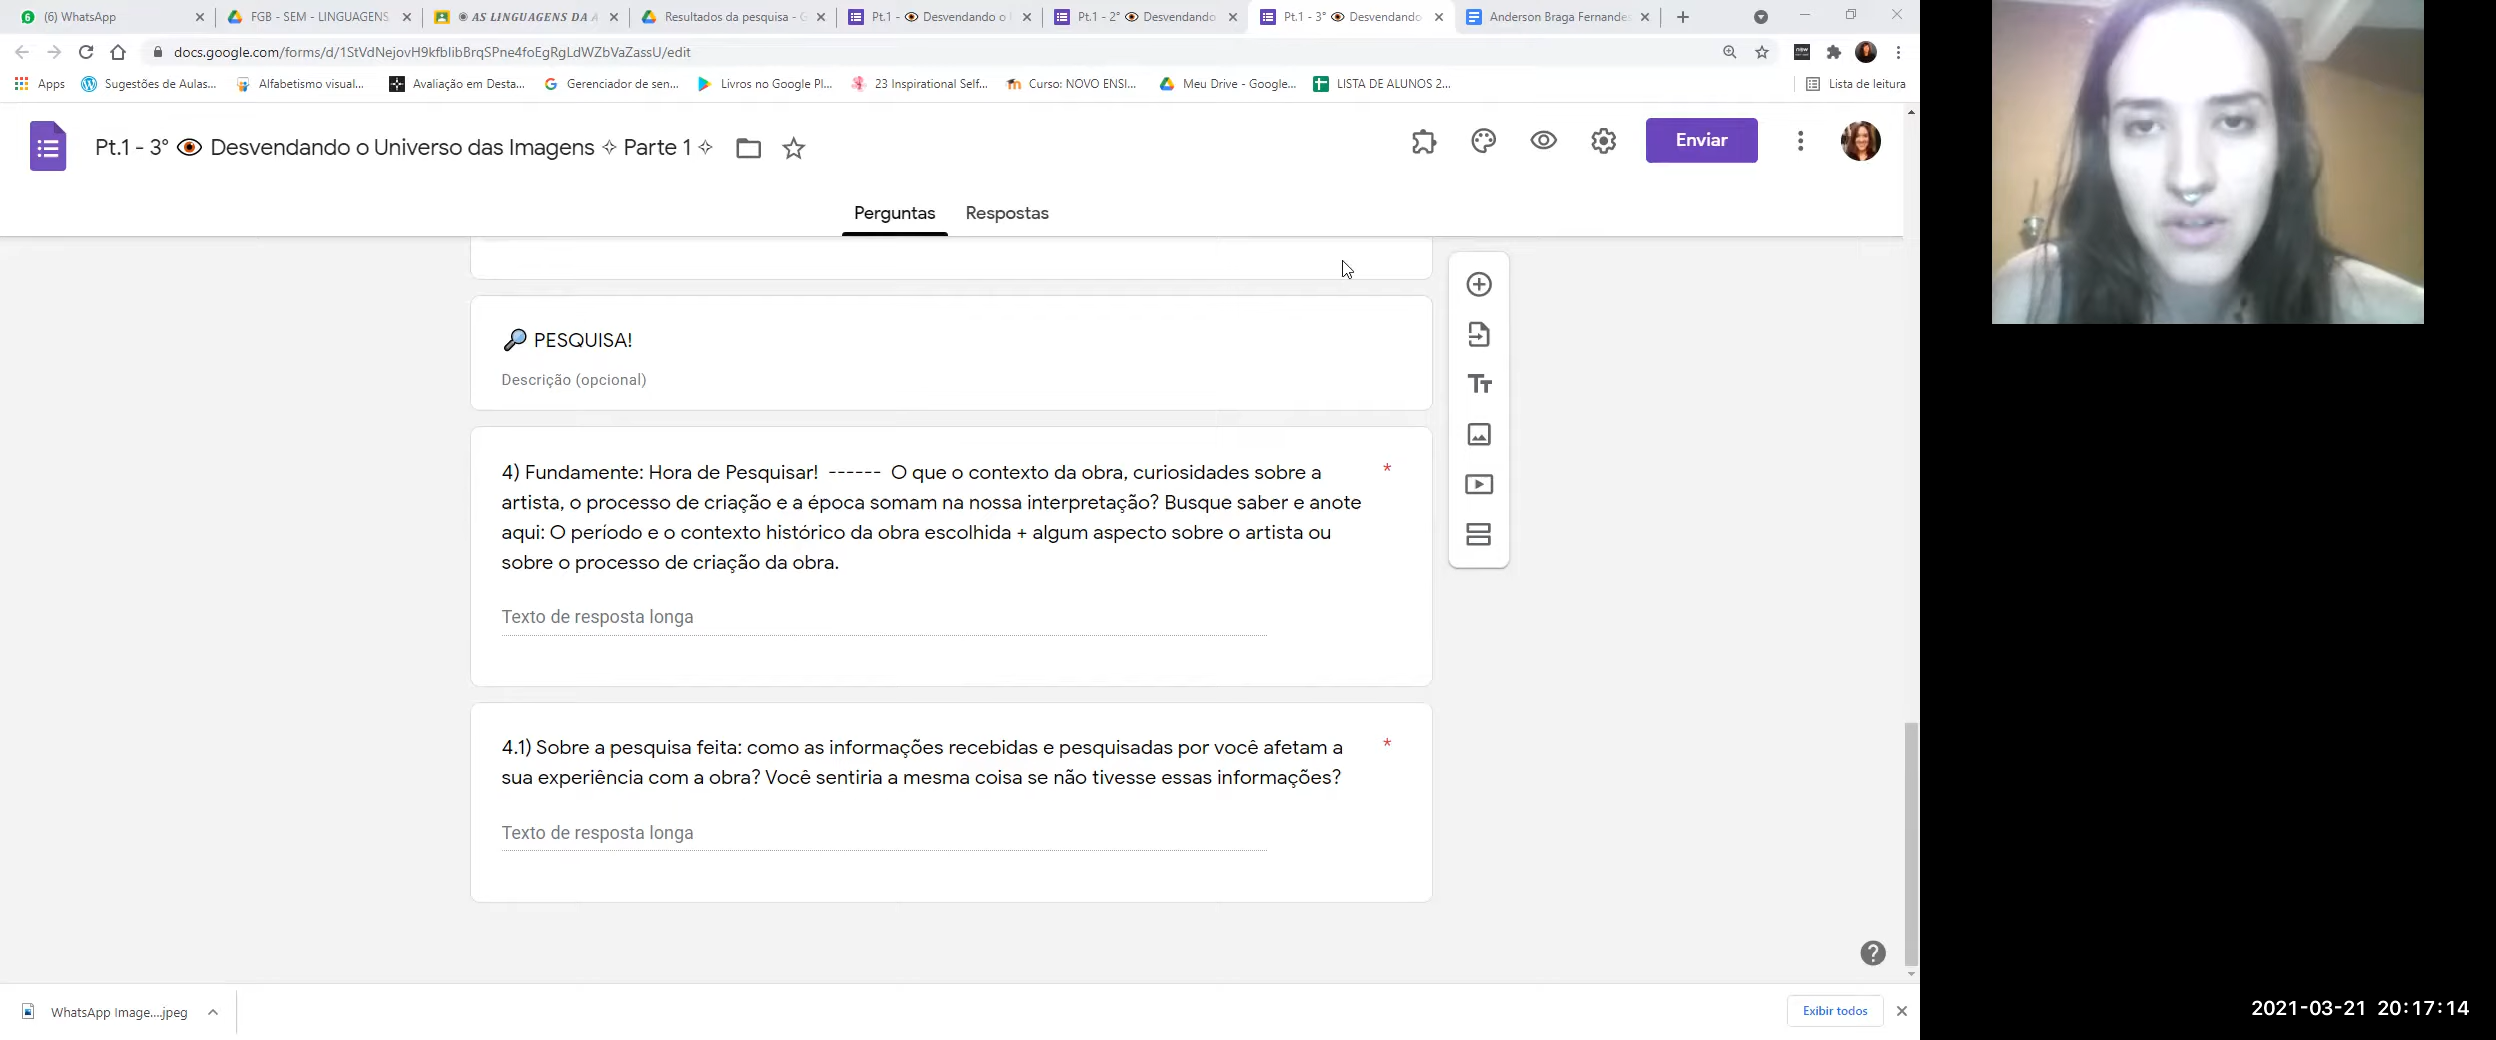 (6) WhatsApp
FGB - SEM - LINGUAGENS
AS LINGUAGENS DA A
Resultados da pesquisa - G
Pt.1 - 👁 Desvendando o
Pt.1 - 2° 👁 Desvendando
Pt.1 - 3° 👁 Desvendando
Anderson Braga Fernandes
docs.google.com/forms/d/1StVdNejovH9kfblibBrqSPne4foEgRgLdWZbVaZassU/edit
Apps
Sugestões de Aulas...
Alfabetismo visual...
Avaliação em Desta...
Gerenciador de sen...
Livros no Google Pl...
23 Inspirational Self...
Curso: NOVO ENSI...
Meu Drive - Google...
LISTA DE ALUNOS 2...
Lista de leitura
Pt.1 - 3° 👁 Desvendando o Universo das Imagens ✧ Parte 1 ✧
Enviar
Perguntas
Respostas
🔎 PESQUISA!
Descrição (opcional)
4) Fundamente: Hora de Pesquisar! ------ O que o contexto da obra, curiosidades sobre a *
artista, o processo de criação e a época somam na nossa interpretação? Busque saber e anote
aqui: O período e o contexto histórico da obra escolhida + algum aspecto sobre o artista ou
sobre o processo de criação da obra.
Texto de resposta longa
4.1) Sobre a pesquisa feita: como as informações recebidas e pesquisadas por você afetam a *
sua experiência com a obra? Você sentiria a mesma coisa se não tivesse essas informações?
Texto de resposta longa
WhatsApp Image....jpeg
Exibir todos
2021-03-21 20:17:14